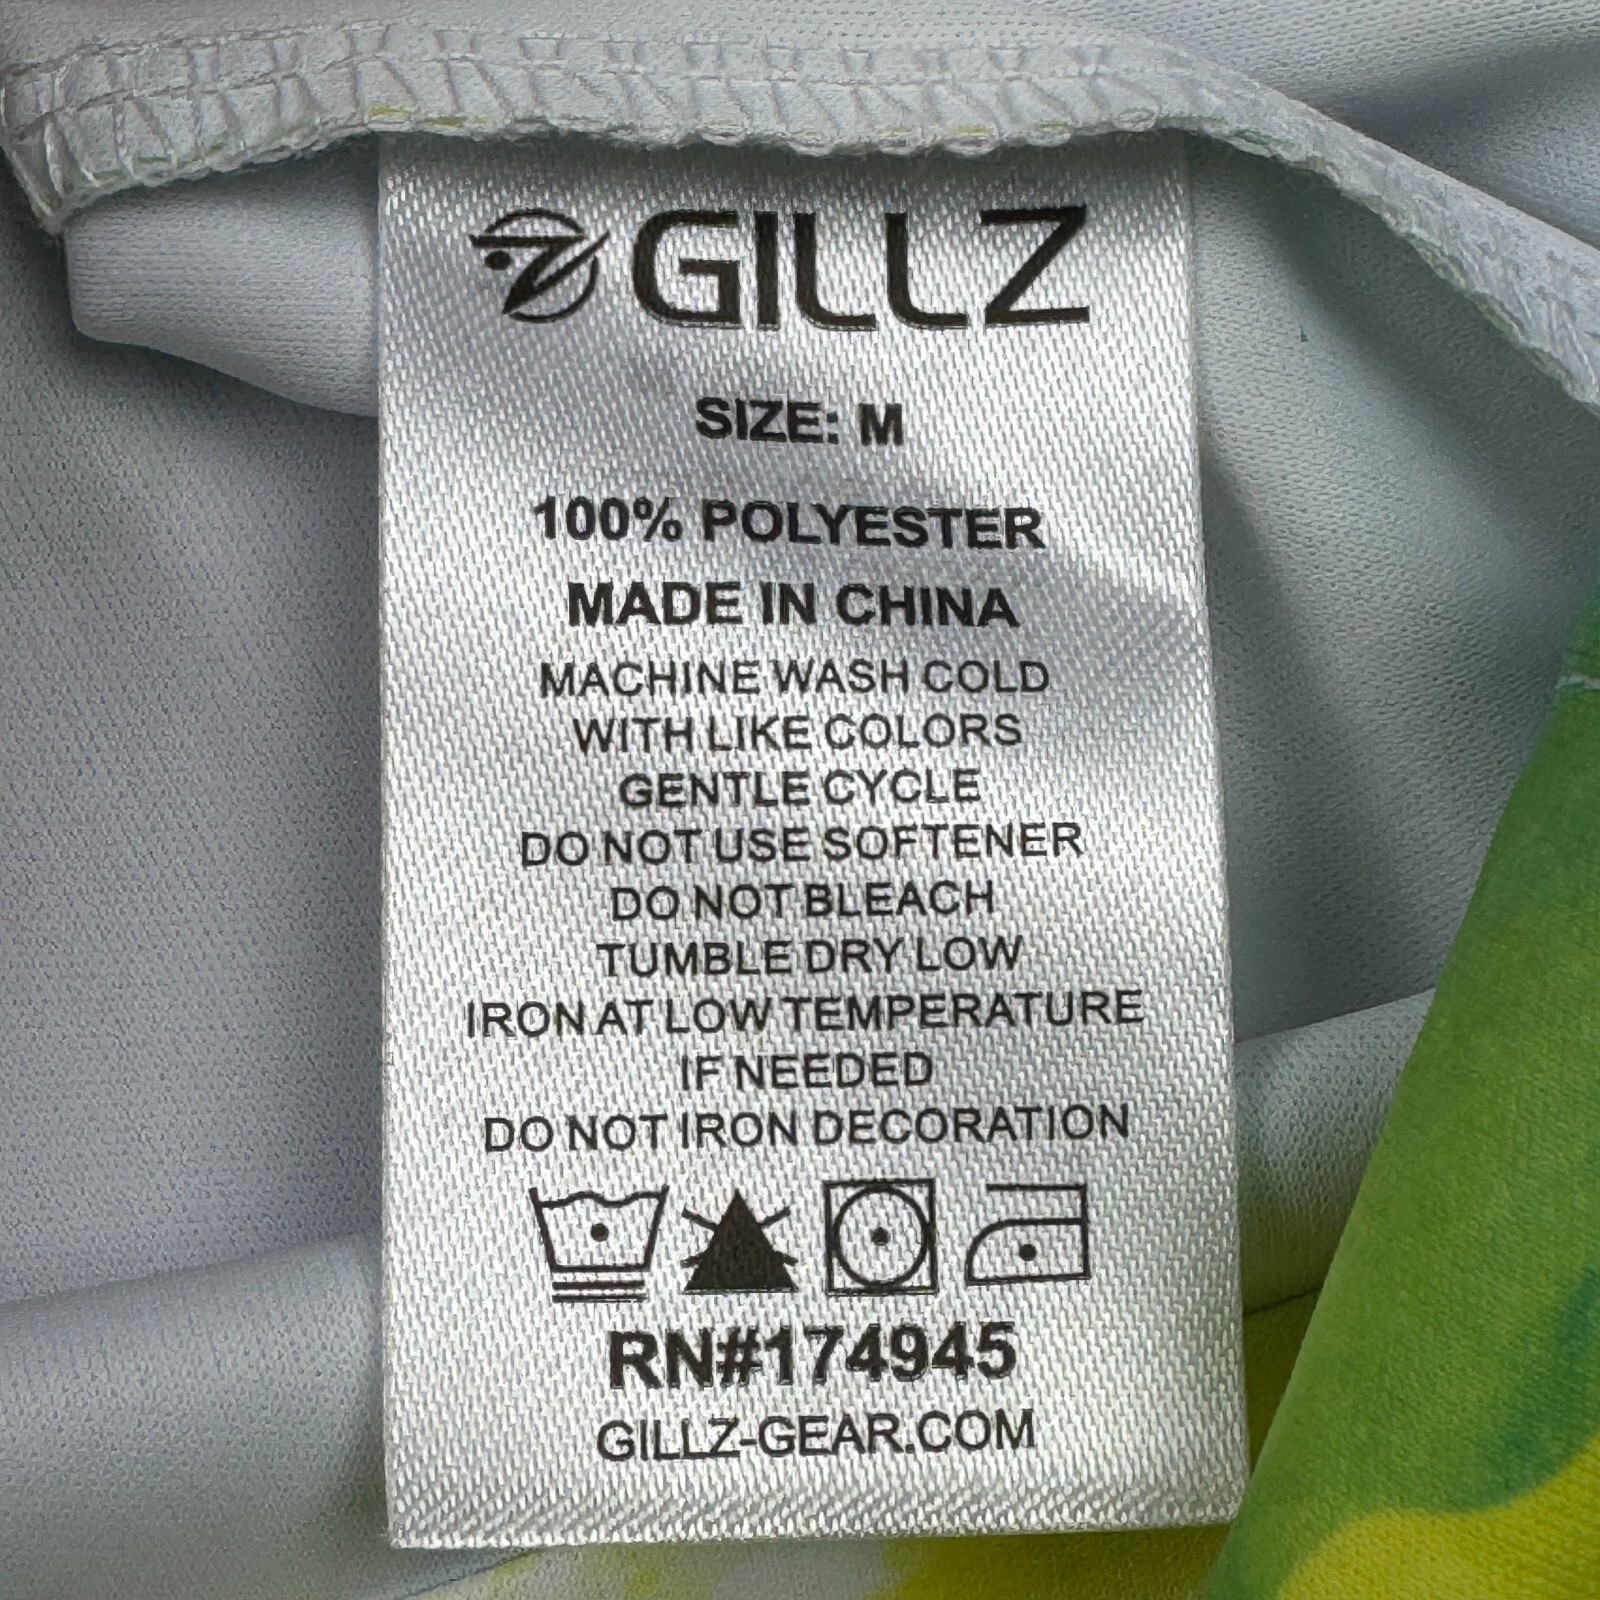 GILLZ
SIZE: M
100% POLYESTER
MADE IN CHINA
MACHINE WASH COLD
WITH LIKE COLORS
GENTLE CYCLE
DO NOT USE SOFTENER
DO NOT BLEACH
TUMBLE DRY LOW
IRON AT LOW TEMPERATURE
IF NEEDED
DO NOT IRON DECORATION
RN#174945
GILLZ-GEAR.COM